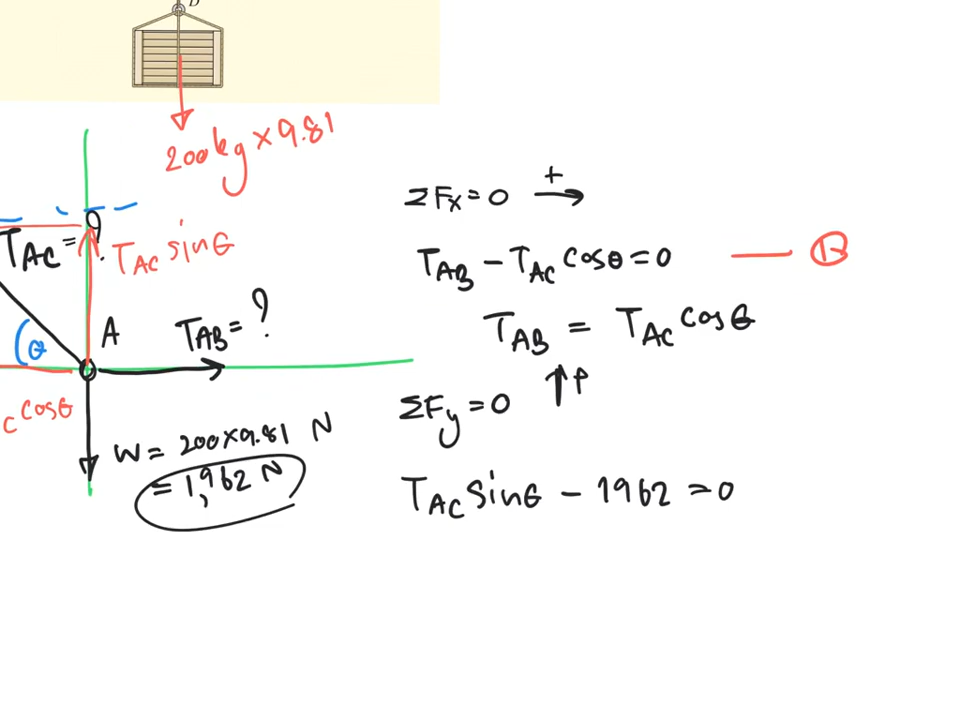 200kg × 9.81
TAC = ?
TAC sinθ
θ
A
TAB = ?
C cosθ
W = 200×9.81 N
= 1,962 N
ΣFx = 0 + →
TAB − TAC cosθ = 0
TAB = TAC cosθ
ΣFy = 0
TAC sinθ − 1962 = 0